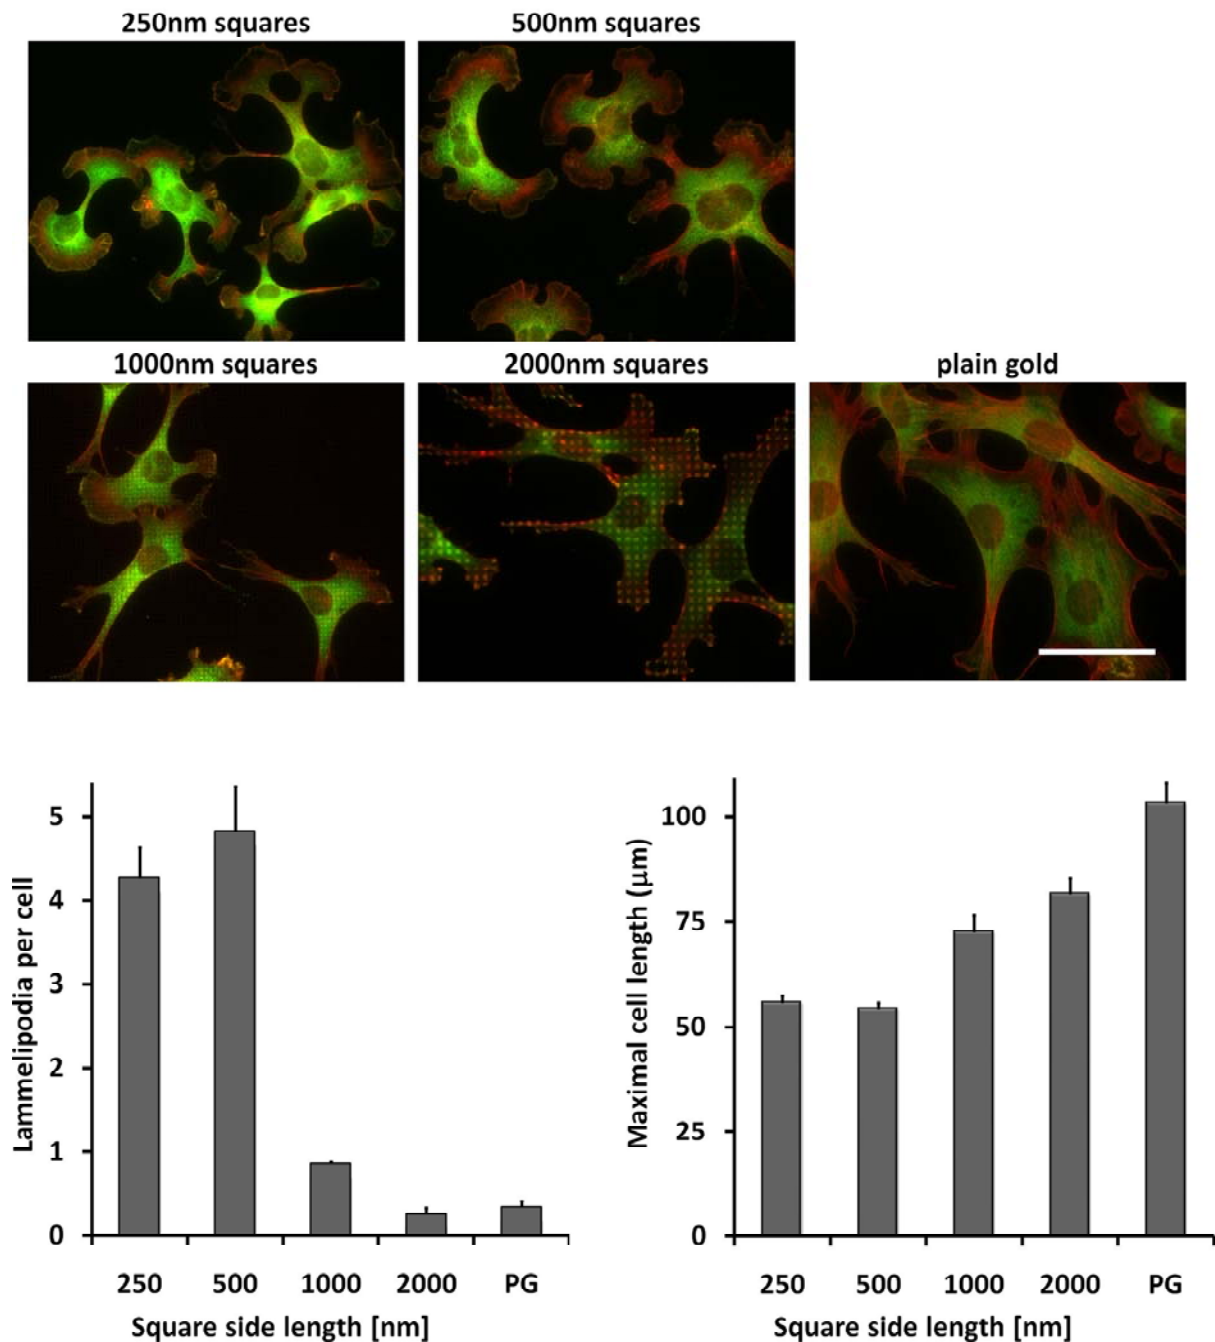 250nm squares
500nm squares
1000nm squares
2000nm squares
plain gold
Lammelipodia per cell
5
4
3
2
1
0
250
500
1000
2000
PG
Square side length [nm]
Maximal cell length (μm)
100
75
50
25
0
250
500
1000
2000
PG
Square side length [nm]